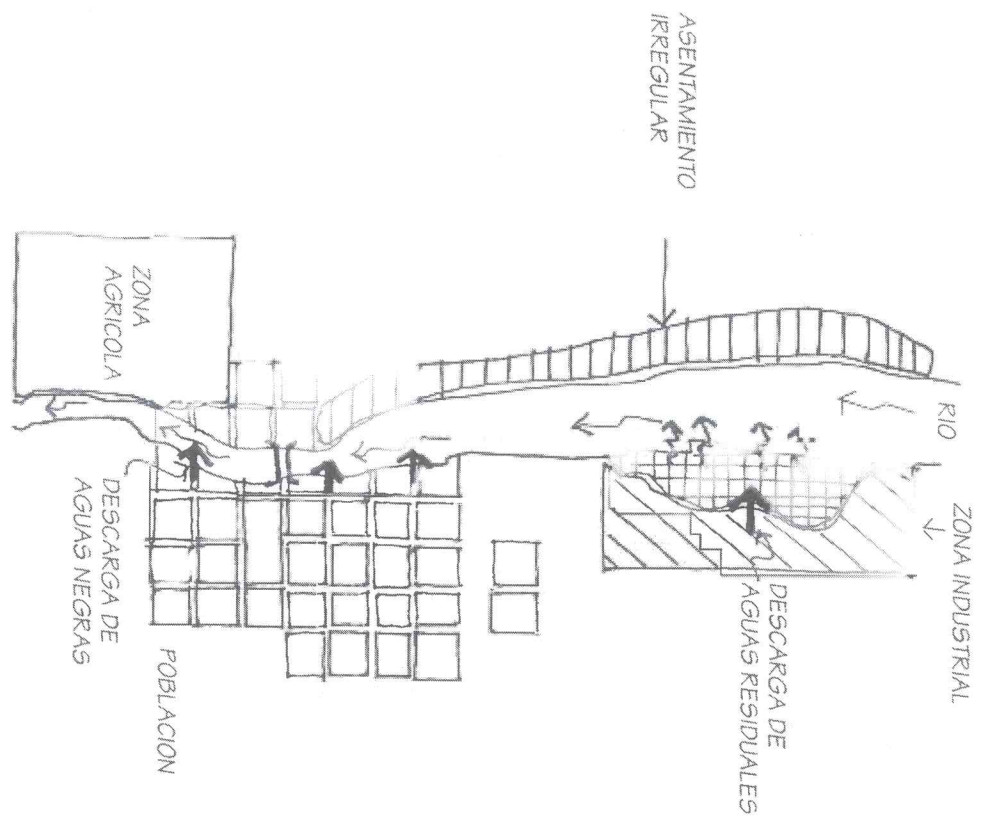 ASENTAMIENTO
IRREGULAR
RIO
ZONA INDUSTRIAL
DESCARGA DE
AGUAS RESIDUALES
ZONA
AGRICOLA
DESCARGA DE
AGUAS NEGRAS
POBLACION